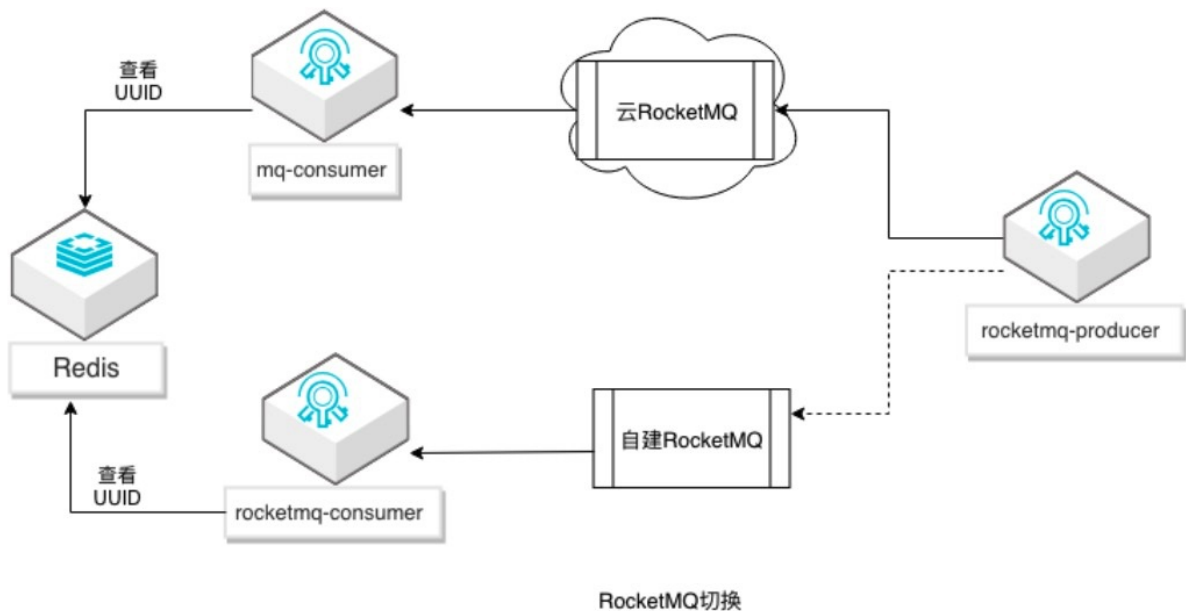 查看
UUID
云RocketMQ
mq-consumer
rocketmq-producer
Redis
自建RocketMQ
查看
UUID
rocketmq-consumer
RocketMQ切换